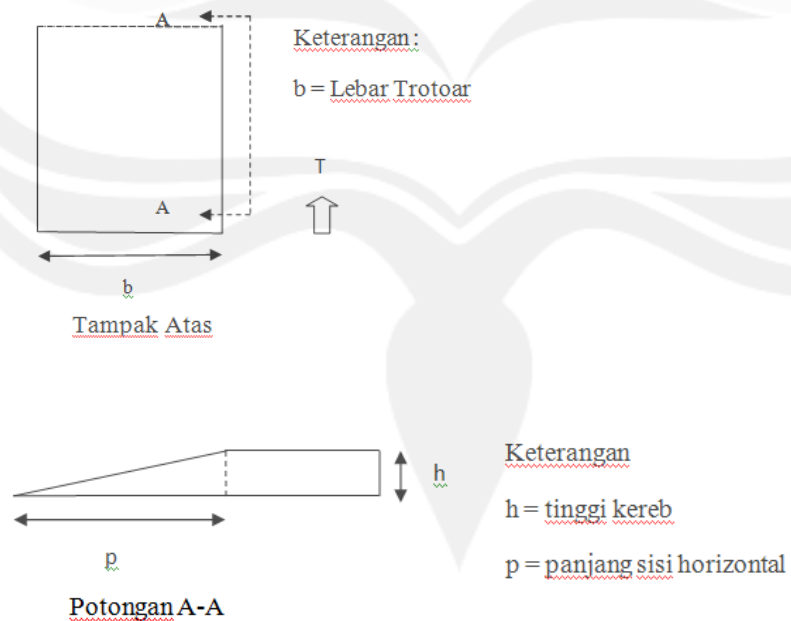 A
Keterangan :
b = Lebar Trotoar
T
A
b
Tampak Atas
h
Keterangan
h = tinggi kereb
p = panjang sisi horizontal
p
Potongan A-A